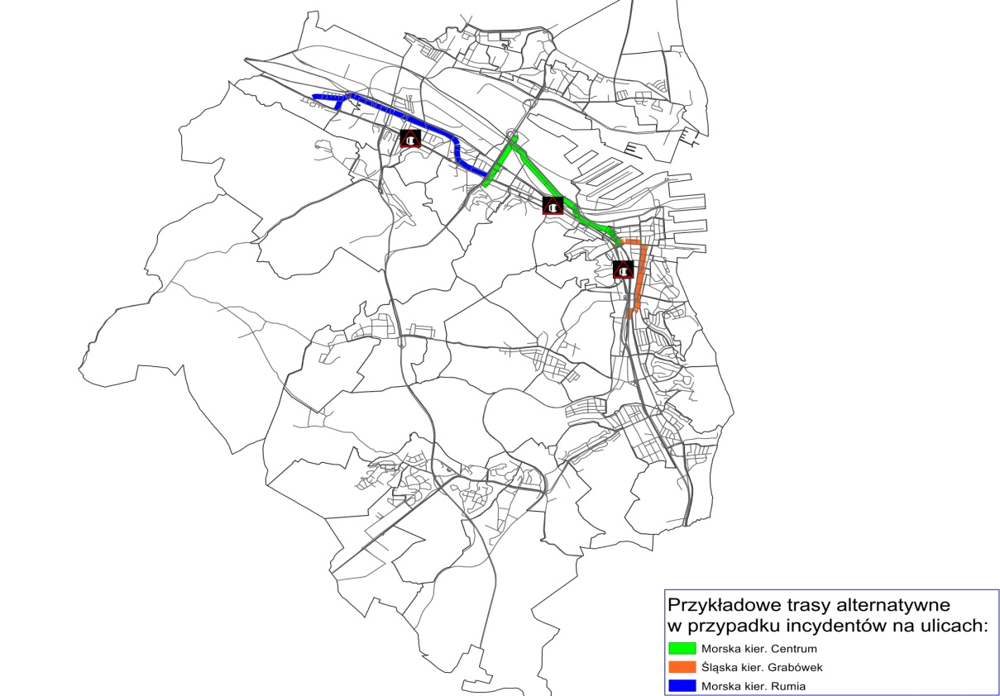 Przykładowe trasy alternatywne
w przypadku incydentów na ulicach:
Morska kier. Centrum
Śląska kier. Grabówek
Morska kier. Rumia